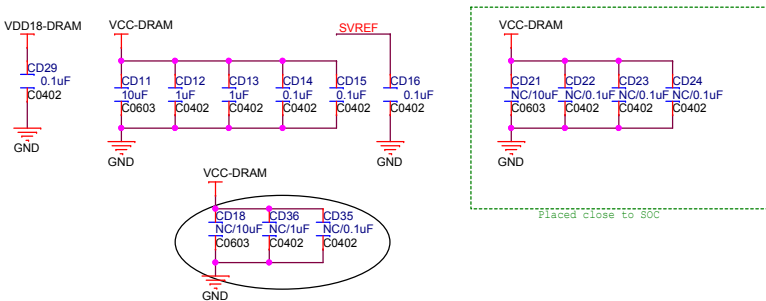 VDD18-DRAM
VCC-DRAM
SVREF
VCC-DRAM
CD29
0.1uF
C0402
GND
CD11
10uF
C0603
CD12
1uF
C0402
CD13
1uF
C0402
CD14
0.1uF
C0402
CD15
0.1uF
C0402
CD16
0.1uF
C0402
GND
GND
CD21
NC/10uF
C0603
CD22
NC/0.1uF
C0402
CD23
NC/0.1uF
C0402
CD24
NC/0.1uF
C0402
GND
Placed close to SOC
VCC-DRAM
CD18
NC/10uF
C0603
CD36
NC/1uF
C0402
CD35
NC/0.1uF
C0402
GND